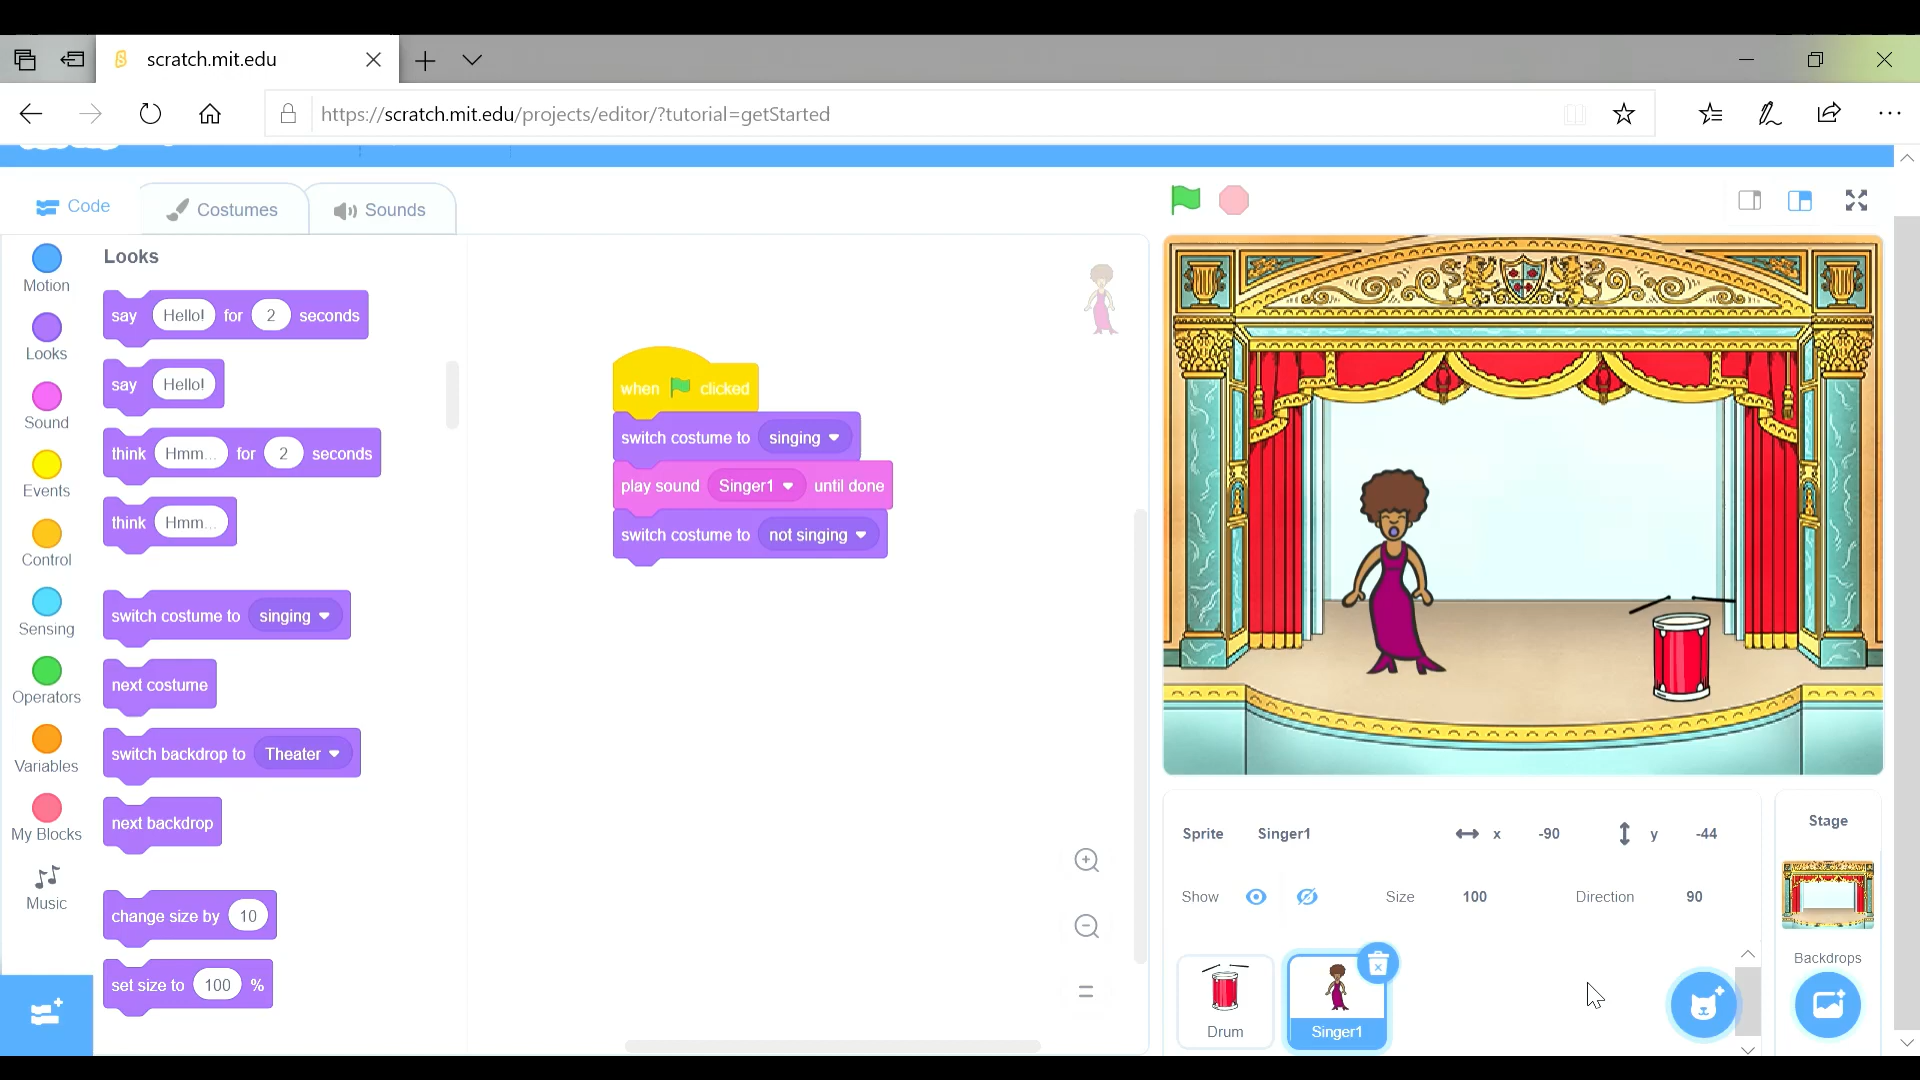 scratch.mit.edu
https://scratch.mit.edu/projects/editor/?tutorial=getStarted
Code
Costumes
Sounds
Motion
Looks
Sound
Events
Control
Sensing
Operators
Variables
My Blocks
Music
Looks
say Hello! for 2 seconds
say Hello!
think Hmm... for 2 seconds
think Hmm...
switch costume to singing
next costume
switch backdrop to Theater
next backdrop
change size by 10
set size to 100 %
when clicked
switch costume to singing
play sound Singer1 until done
switch costume to not singing
Sprite Singer1 x -90 y -44
Show Size 100 Direction 90
Drum
Singer1
Stage
Backdrops